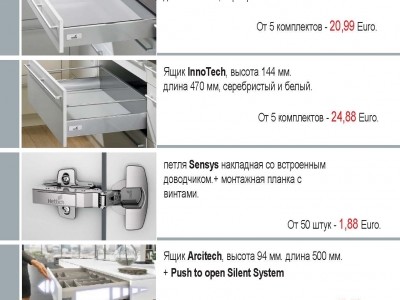 От 5 комплектов - 20,99 Euro.
Ящик InnoTech, высота 144 мм.
длина 470 мм, серебристый и белый.
От 5 комплектов - 24,88 Euro.
петля Sensys накладная со встроенным
доводчиком.+ монтажная планка с
винтами.
Hettich
От 50 штук - 1,88 Euro.
Ящик Arcitech, высота 94 мм. длина 500 мм.
+ Push to open Silent System